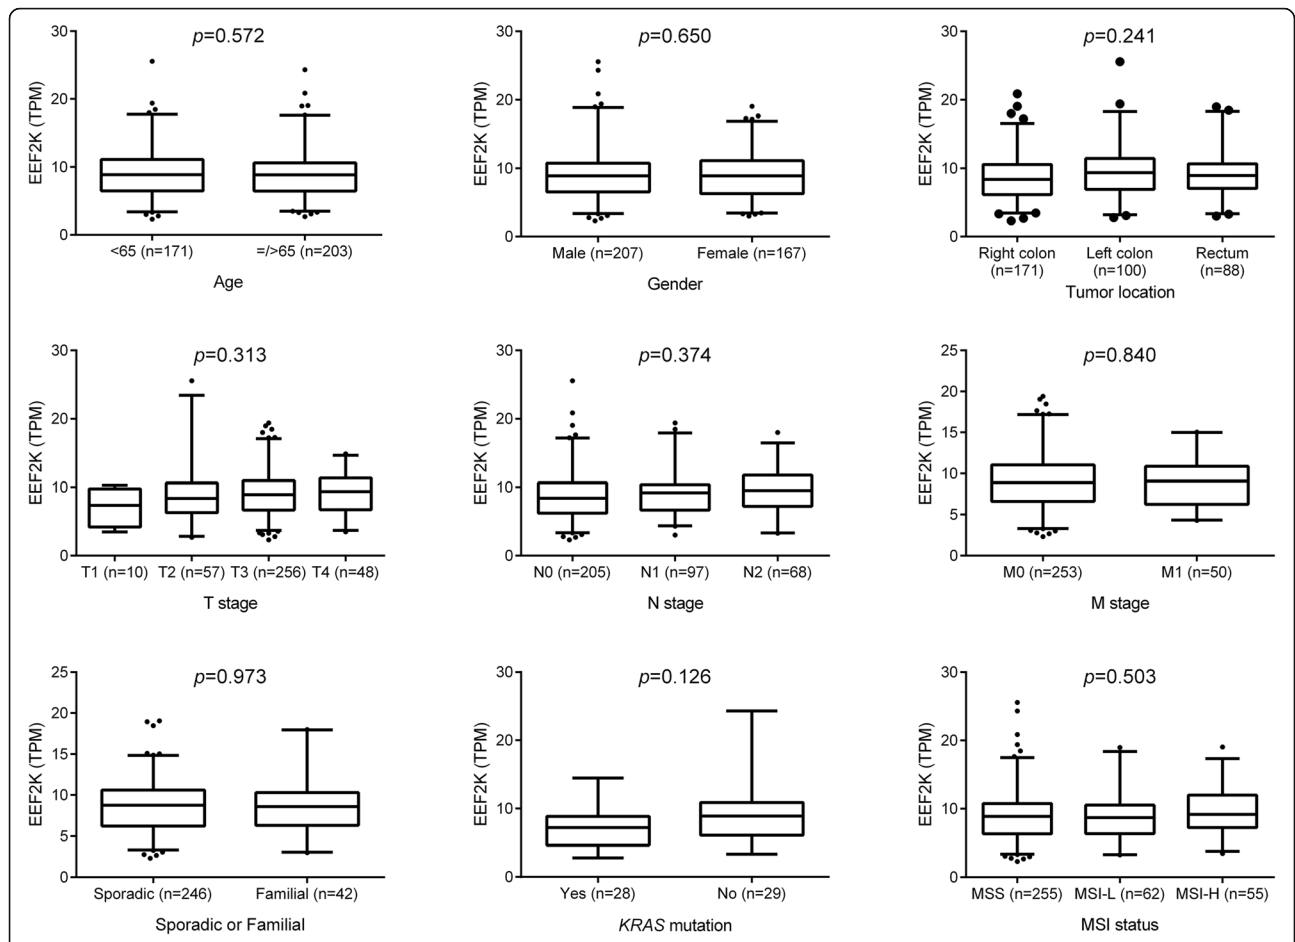 p=0.572
30
20
10
0
EEF2K (TPM)
<65 (n=171)
=/>65 (n=203)
Age
p=0.650
30
20
10
0
EEF2K (TPM)
Male (n=207)
Female (n=167)
Gender
p=0.241
30
20
10
0
EEF2K (TPM)
Right colon
(n=171)
Left colon
(n=100)
Rectum
(n=88)
Tumor location
p=0.313
30
20
10
0
EEF2K (TPM)
T1 (n=10)
T2 (n=57)
T3 (n=256)
T4 (n=48)
T stage
p=0.374
30
20
10
0
EEF2K (TPM)
N0 (n=205)
N1 (n=97)
N2 (n=68)
N stage
p=0.840
25
20
15
10
5
0
EEF2K (TPM)
M0 (n=253)
M1 (n=50)
M stage
p=0.973
25
20
15
10
5
0
EEF2K (TPM)
Sporadic (n=246)
Familial (n=42)
Sporadic or Familial
p=0.126
30
20
10
0
EEF2K (TPM)
Yes (n=28)
No (n=29)
KRAS mutation
p=0.503
30
20
10
0
EEF2K (TPM)
MSS (n=255)
MSI-L (n=62)
MSI-H (n=55)
MSI status